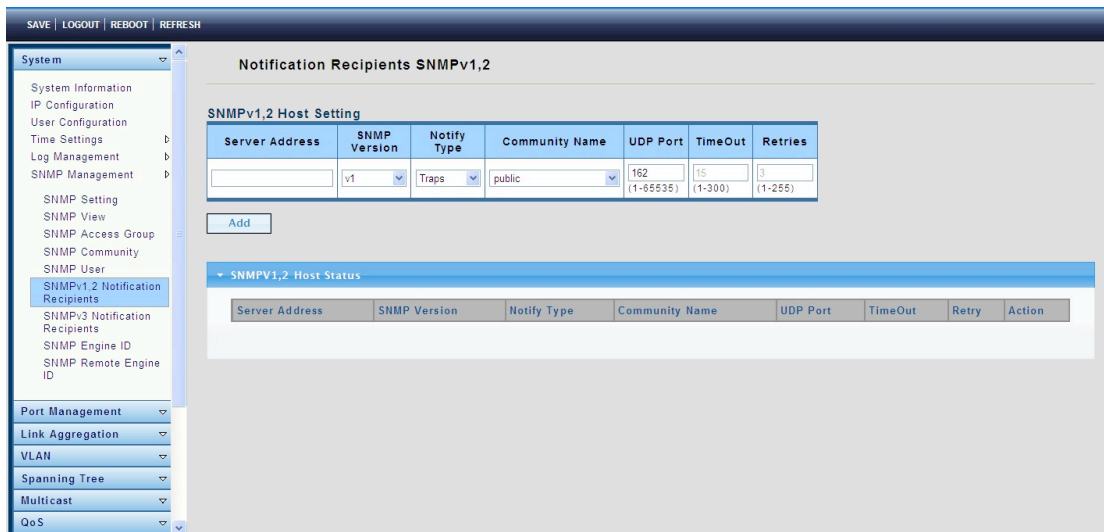 SAVE | LOGOUT | REBOOT | REFRESH
System
System Information
IP Configuration
User Configuration
Time Settings
Log Management
SNMP Management
SNMP Setting
SNMP View
SNMP Access Group
SNMP Community
SNMP User
SNMPv1,2 Notification
Recipients
SNMPv3 Notification
Recipients
SNMP Engine ID
SNMP Remote Engine
ID
Port Management
Link Aggregation
VLAN
Spanning Tree
Multicast
QoS
Notification Recipients SNMPv1,2
SNMPv1,2 Host Setting
Server Address SNMP Version Notify Type Community Name UDP Port TimeOut Retries
v1 Traps public 162 15 3
(1-65535) (1-300) (1-255)
Add
SNMPV1,2 Host Status
Server Address SNMP Version Notify Type Community Name UDP Port TimeOut Retry Action